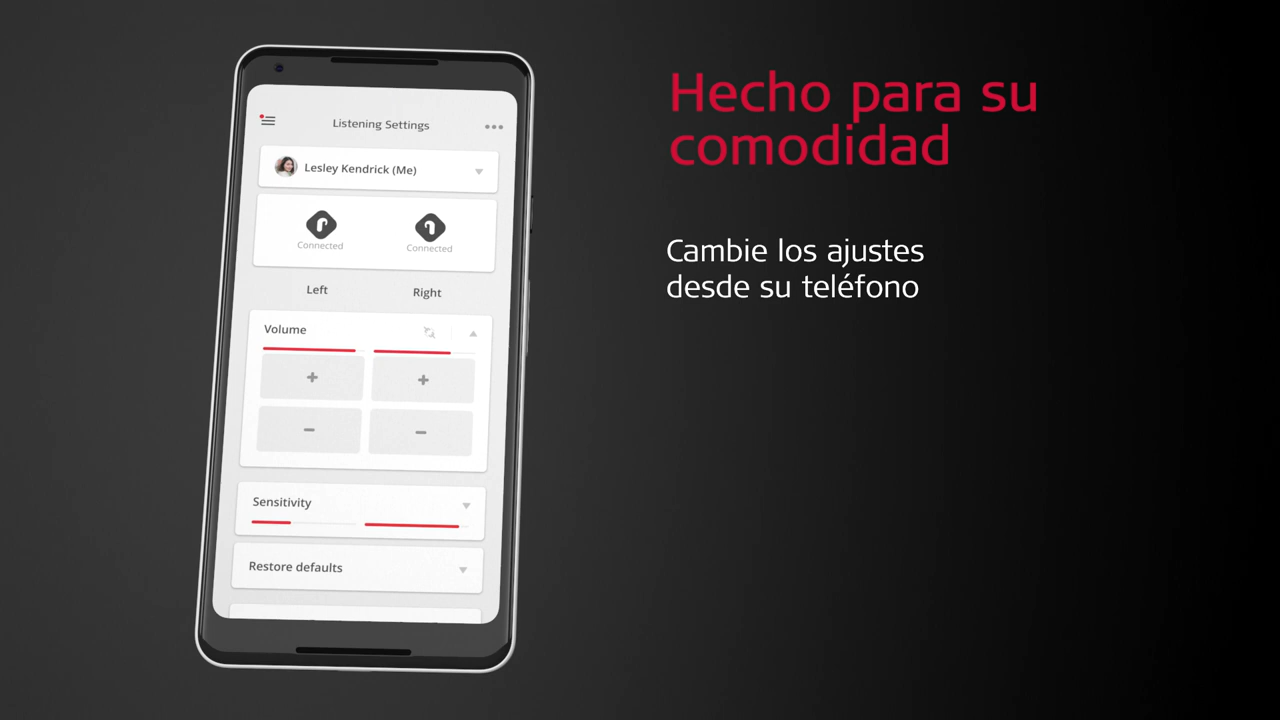 Hecho para su
comodidad
Cambie los ajustes
desde su teléfono
Listening Settings
Lesley Kendrick (Me)
Connected Connected
Left Right
Volume
+ +
- -
Sensitivity
Restore defaults